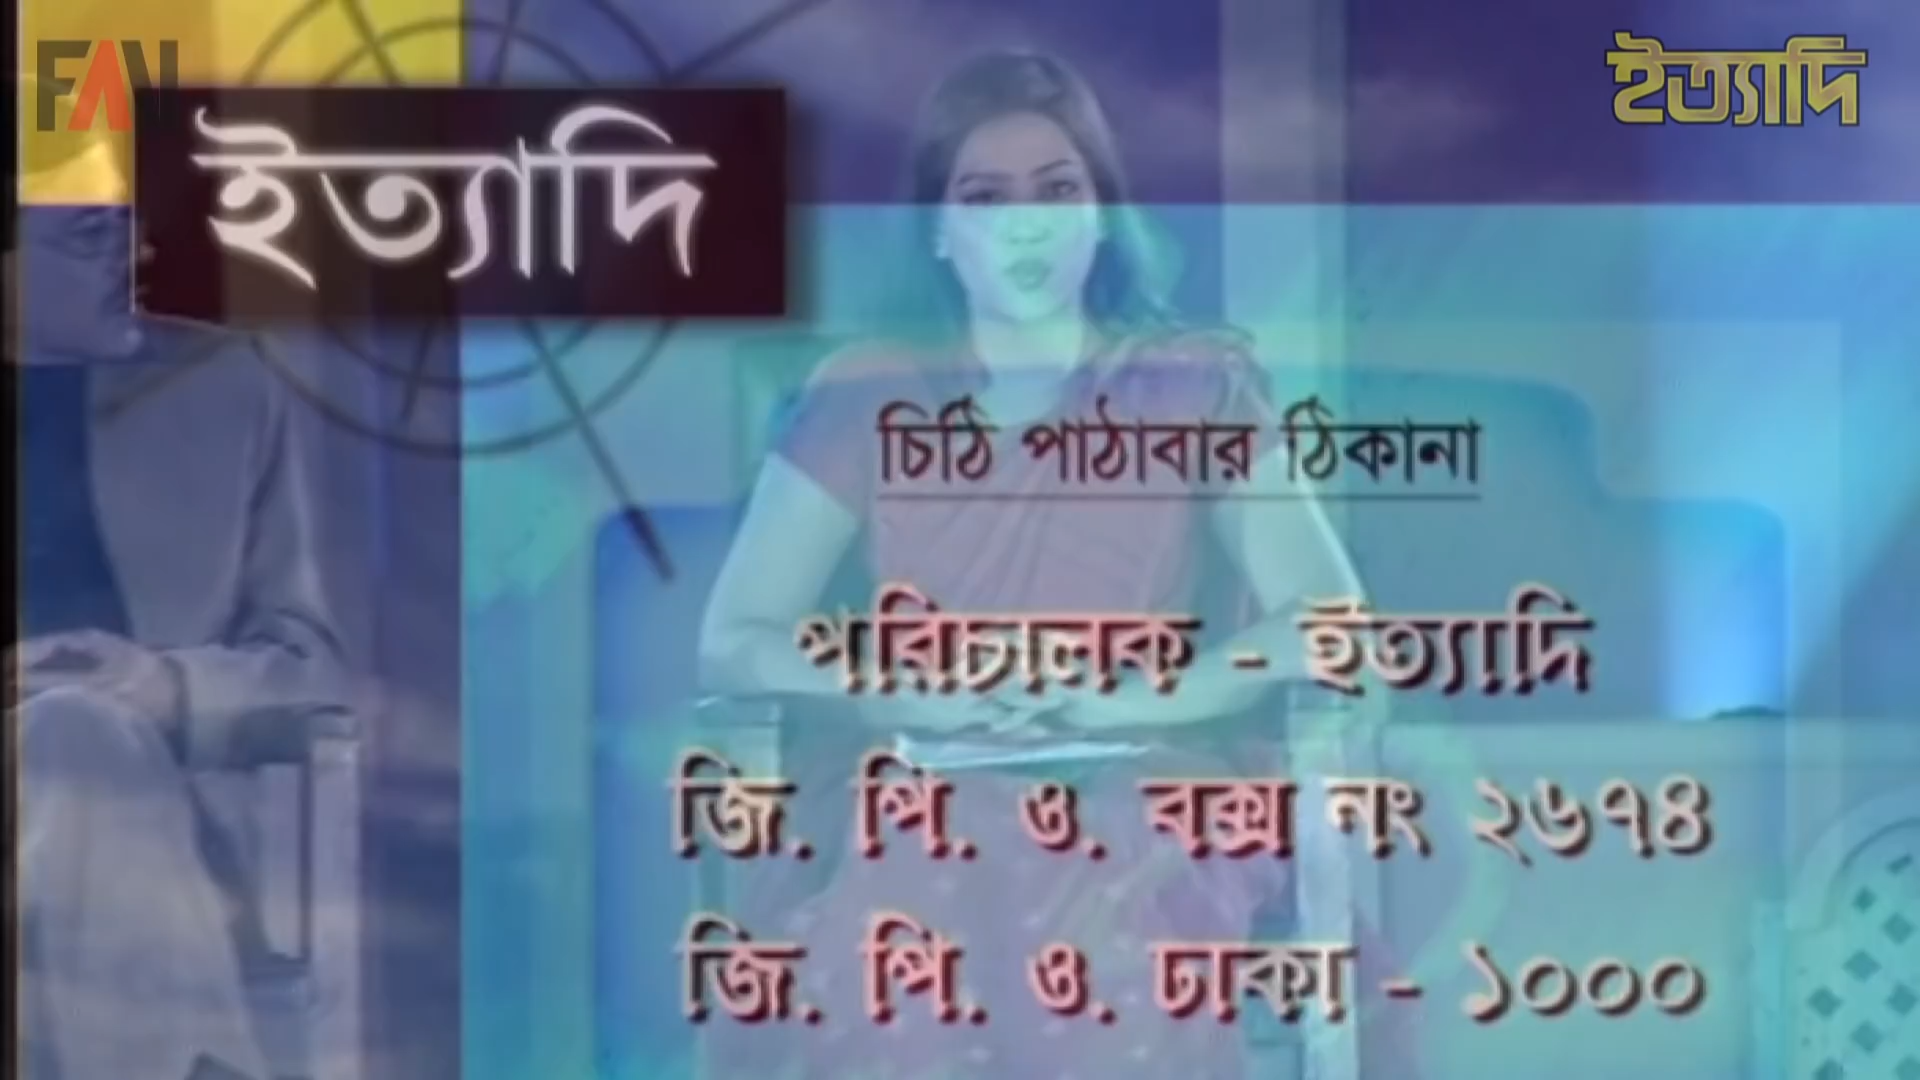 FAN
ইত্যাদি
ইত্যাদি
চিঠি পাঠাবার ঠিকানা
পরিচালক - ইত্যাদি
জি. পি. ও. বক্স নং ২৬৭৪
জি. পি. ও. ঢাকা - ১০০০